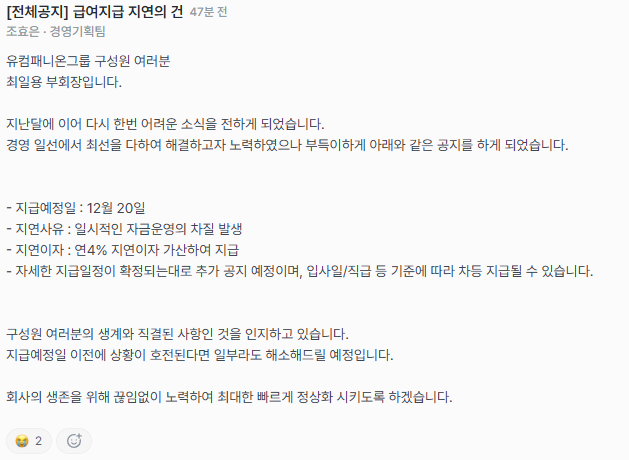 [전체공지] 급여지급 지연의 건 47분 전
조효은 · 경영기획팀
유컴패니온그룹 구성원 여러분
최일용 부회장입니다.
지난달에 이어 다시 한번 어려운 소식을 전하게 되었습니다.
경영 일선에서 최선을 다하여 해결하고자 노력하였으나 부득이하게 아래와 같은 공지를 하게 되었습니다.
- 지급예정일 : 12월 20일
- 지연사유 : 일시적인 자금운영의 차질 발생
- 지연이자 : 연4% 지연이자 가산하여 지급
- 자세한 지급일정이 확정되는대로 추가 공지 예정이며, 입사일/직급 등 기준에 따라 차등 지급될 수 있습니다.
구성원 여러분의 생계와 직결된 사항인 것을 인지하고 있습니다.
지급예정일 이전에 상황이 호전된다면 일부라도 해소해드릴 예정입니다.
회사의 생존을 위해 끊임없이 노력하여 최대한 빠르게 정상화 시키도록 하겠습니다.
2